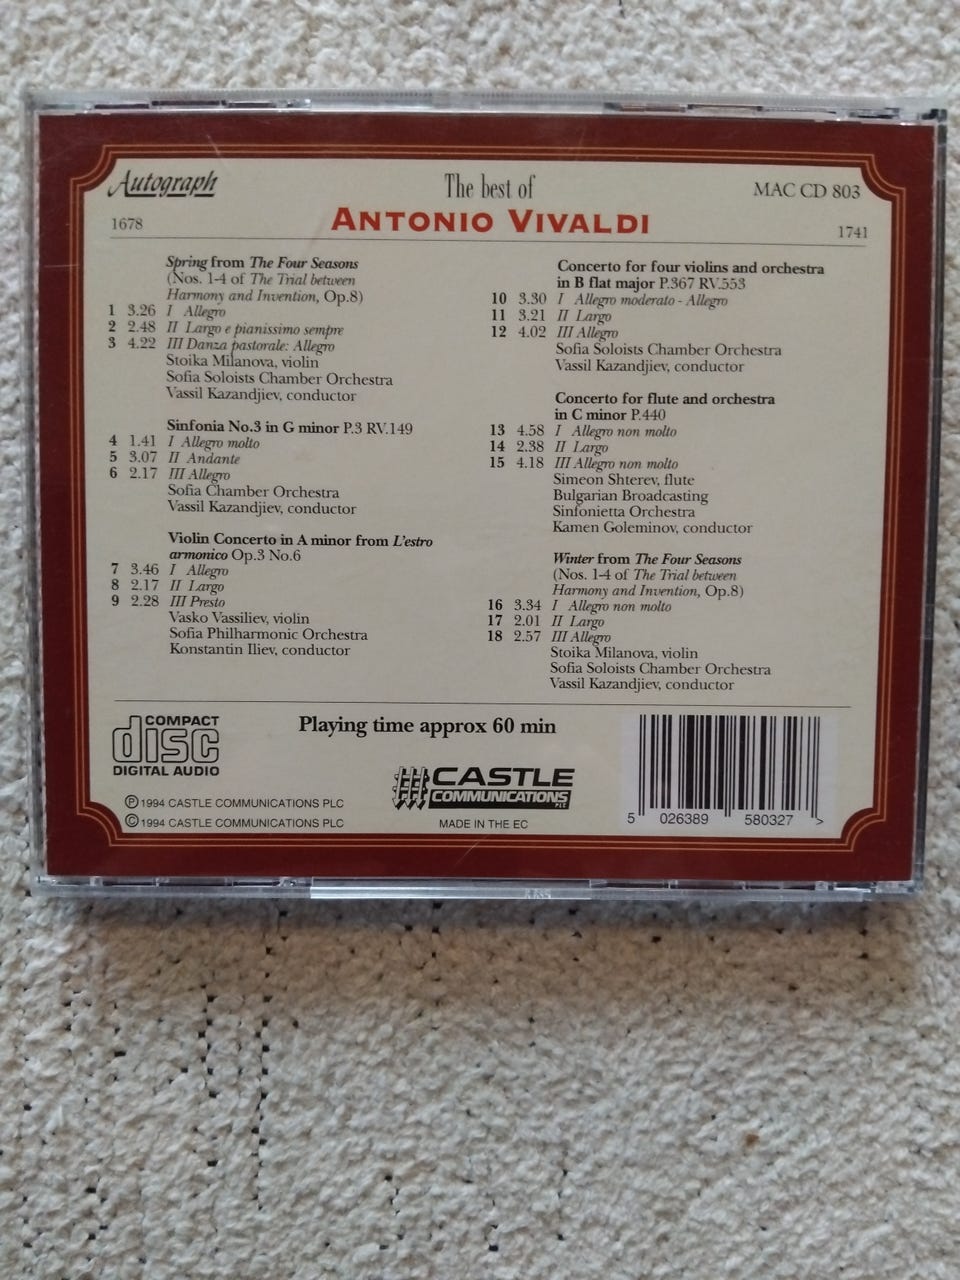 Autograph
The best of
MAC CD 803
1678
ANTONIO VIVALDI
1741
Spring from The Four Seasons
(Nos. 1-4 of The Trial between
Harmony and Invention, Op.8)
1 3.26 I Allegro
2 2.48 II Largo e pianissimo sempre
3 4.22 III Danza pastorale: Allegro
Stoika Milanova, violin
Sofia Soloists Chamber Orchestra
Vassil Kazandjiev, conductor
Sinfonia No.3 in G minor P.3 RV.149
4 1.41 I Allegro molto
5 3.07 II Andante
6 2.17 III Allegro
Sofia Chamber Orchestra
Vassil Kazandjiev, conductor
Violin Concerto in A minor from L'estro
armonico Op.3 No.6
7 3.46 I Allegro
8 2.17 II Largo
9 2.28 III Presto
Vasko Vassiliev, violin
Sofia Philharmonic Orchestra
Konstantin Iliev, conductor
Concerto for four violins and orchestra
in B flat major P.367 RV.553
10 3.30 I Allegro moderato - Allegro
11 3.21 II Largo
12 4.02 III Allegro
Sofia Soloists Chamber Orchestra
Vassil Kazandjiev, conductor
Concerto for flute and orchestra
in C minor P.440
13 4.58 I Allegro non molto
14 2.38 II Largo
15 4.18 III Allegro non molto
Simeon Shterev, flute
Bulgarian Broadcasting
Sinfonietta Orchestra
Kamen Goleminov, conductor
Winter from The Four Seasons
(Nos. 1-4 of The Trial between
Harmony and Invention, Op.8)
16 3.34 I Allegro non molto
17 2.01 II Largo
18 2.57 III Allegro
Stoika Milanova, violin
Sofia Soloists Chamber Orchestra
Vassil Kazandjiev, conductor
COMPACT
disc
DIGITAL AUDIO
Playing time approx 60 min
CASTLE
COMMUNICATIONS
PLC
MADE IN THE EC
℗ 1994 CASTLE COMMUNICATIONS PLC
© 1994 CASTLE COMMUNICATIONS PLC
5 026389 580327 >